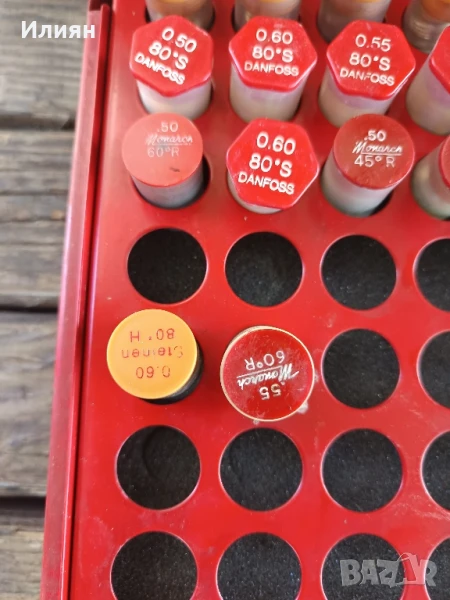 Илиян
0.50
80°S
DANFOSS
0.60
80°S
DANFOSS
0.55
80°S
DANFOSS
.50
Monarch
60°R
0.60
80°S
DANFOSS
.50
Monarch
45°R
0.60
Steinen
80°H
.55
Monarch
60°R
BAZAR